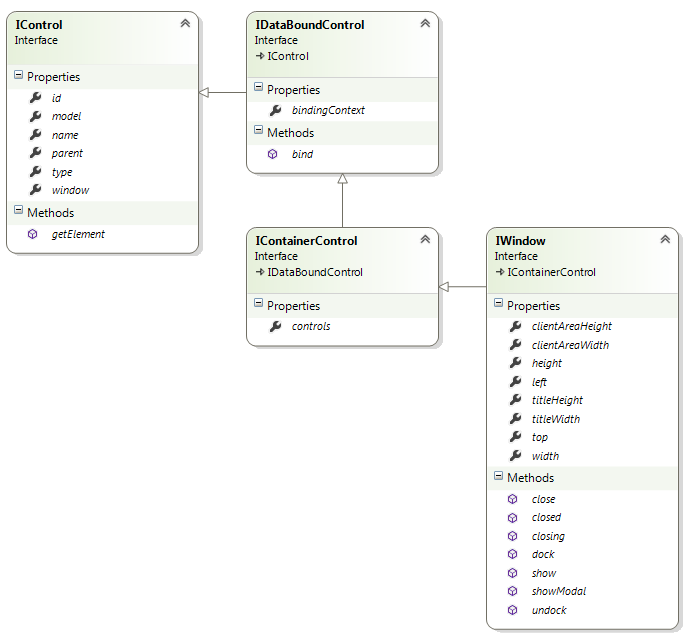 IControl
Interface
Properties
id
model
name
parent
type
window
Methods
getElement
IDataBoundControl
Interface
IControl
Properties
bindingContext
Methods
bind
IContainerControl
Interface
IDataBoundControl
Properties
controls
IWindow
Interface
IContainerControl
Properties
clientAreaHeight
clientAreaWidth
height
left
titleHeight
titleWidth
top
width
Methods
close
closed
closing
dock
show
showModal
undock